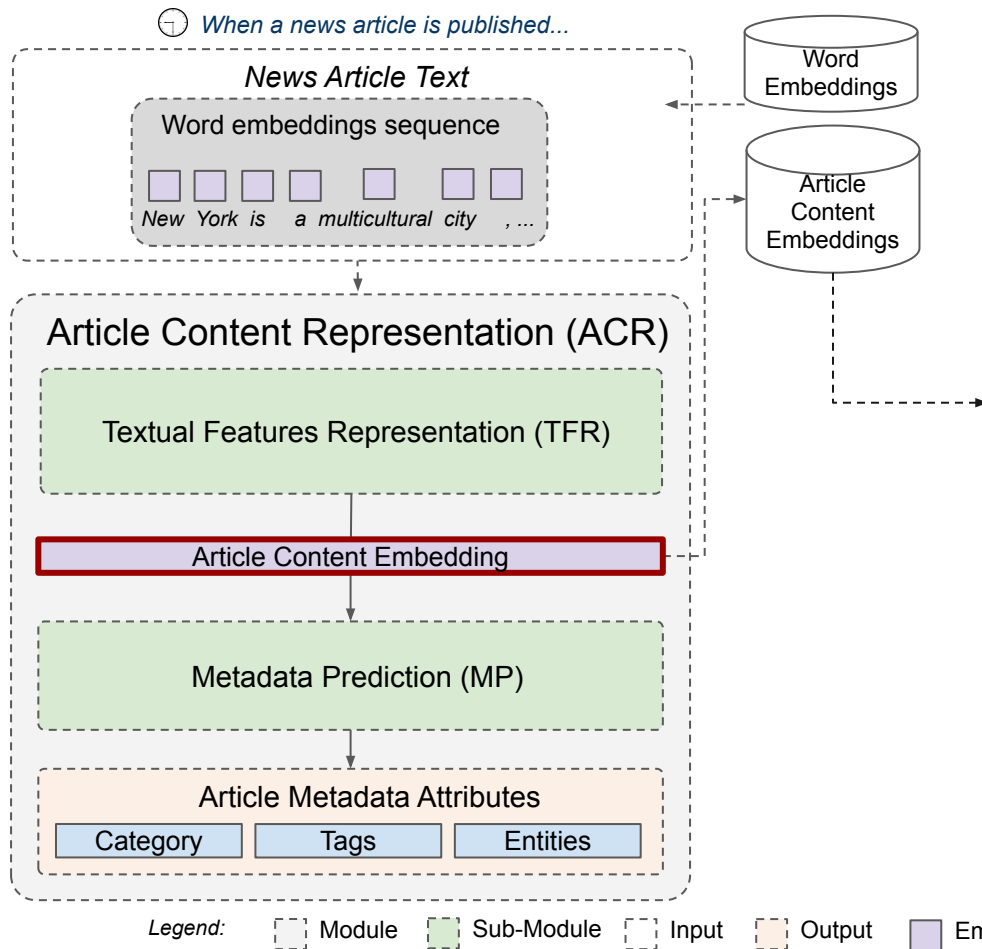 When a news article is published...
News Article Text
Word embeddings sequence
New York is a multicultural city , ...
Word
Embeddings
Article
Content
Embeddings
Article Content Representation (ACR)
Textual Features Representation (TFR)
Article Content Embedding
Metadata Prediction (MP)
Article Metadata Attributes
Category Tags Entities
Legend: Module Sub-Module Input Output Em